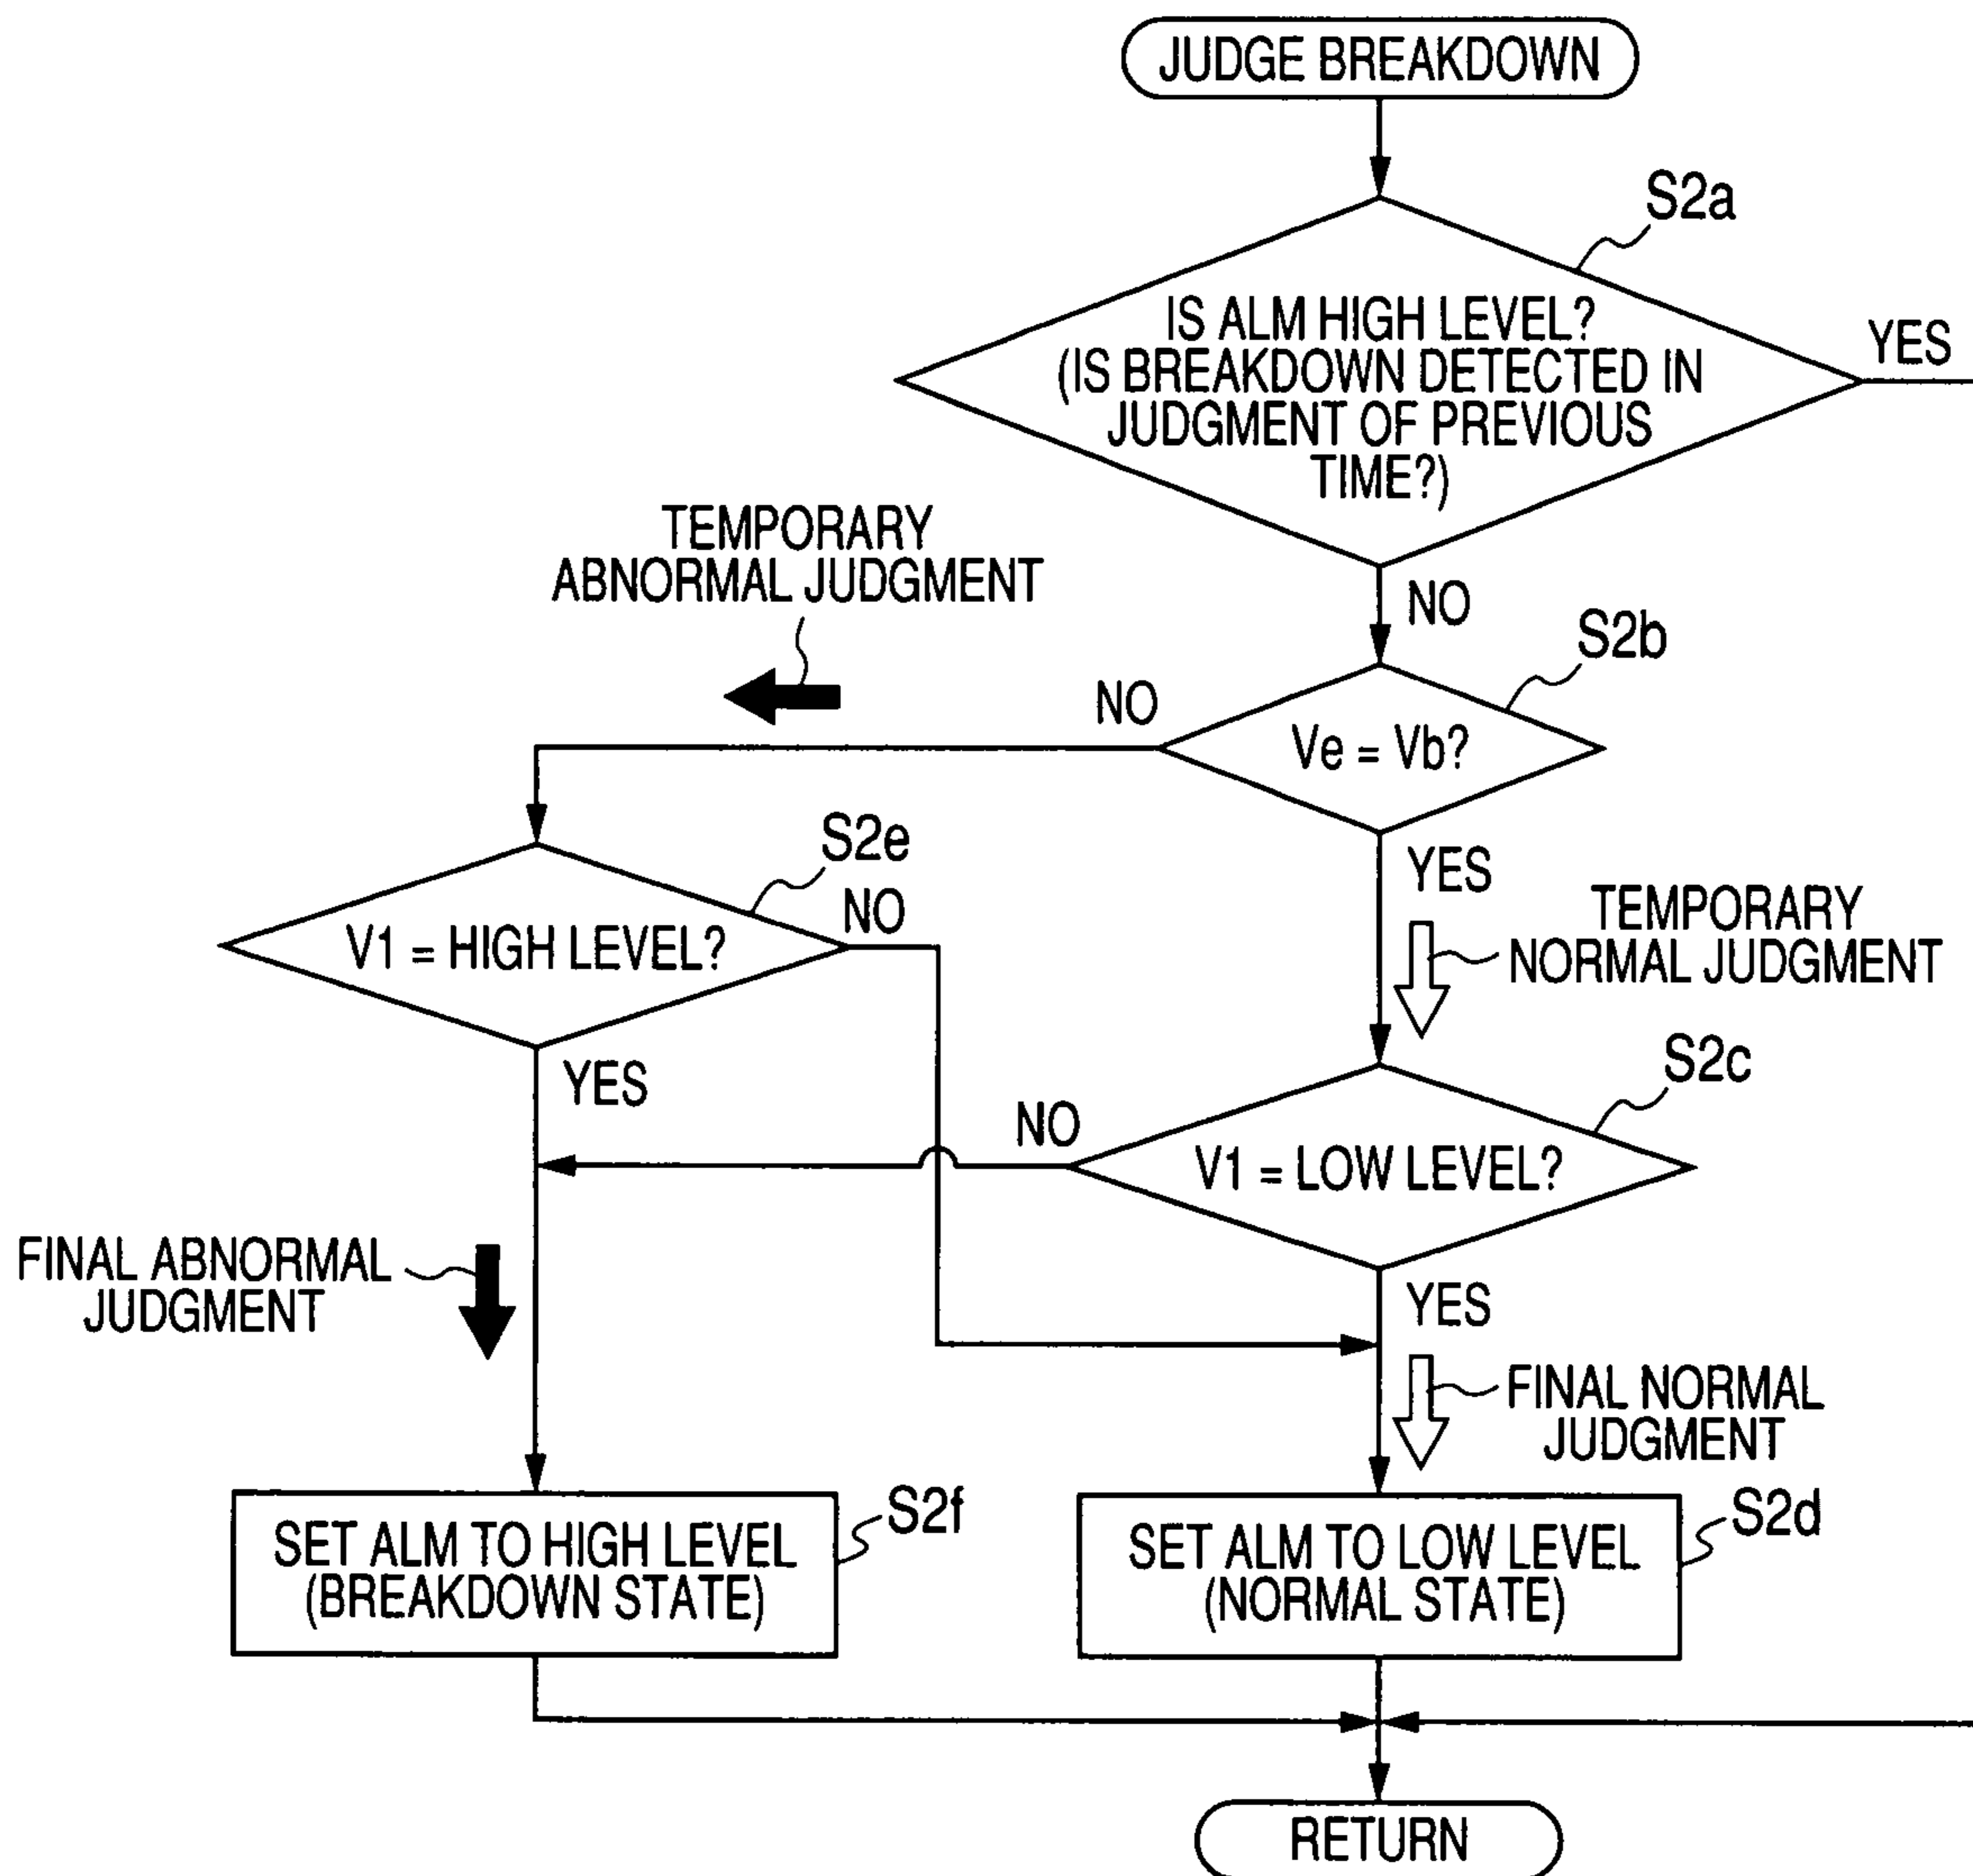 JUDGE BREAKDOWN
S2a
IS ALM HIGH LEVEL?
(IS BREAKDOWN DETECTED IN
JUDGMENT OF PREVIOUS
TIME?)
YES
TEMPORARY
ABNORMAL JUDGMENT
NO
S2b
NO
Ve = Vb?
S2e
YES
NO
TEMPORARY
NORMAL JUDGMENT
V1 = HIGH LEVEL?
S2c
YES
NO
V1 = LOW LEVEL?
FINAL ABNORMAL
JUDGMENT
YES
FINAL NORMAL
JUDGMENT
S2f
S2d
SET ALM TO HIGH LEVEL
(BREAKDOWN STATE)
SET ALM TO LOW LEVEL
(NORMAL STATE)
RETURN